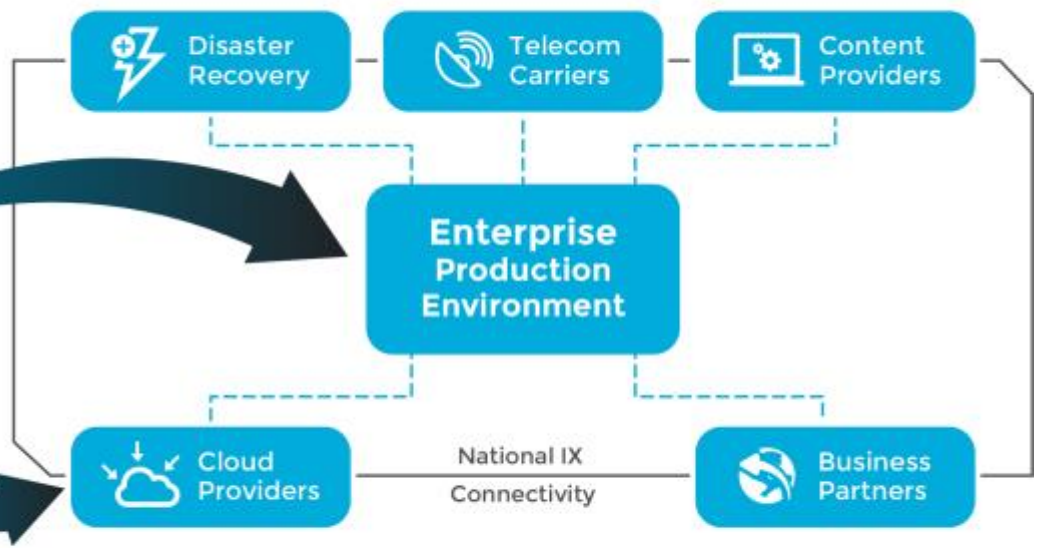 Disaster
Recovery
Telecom
Carriers
Content
Providers
Enterprise
Production
Environment
Cloud
Providers
National IX
Connectivity
Business
Partners